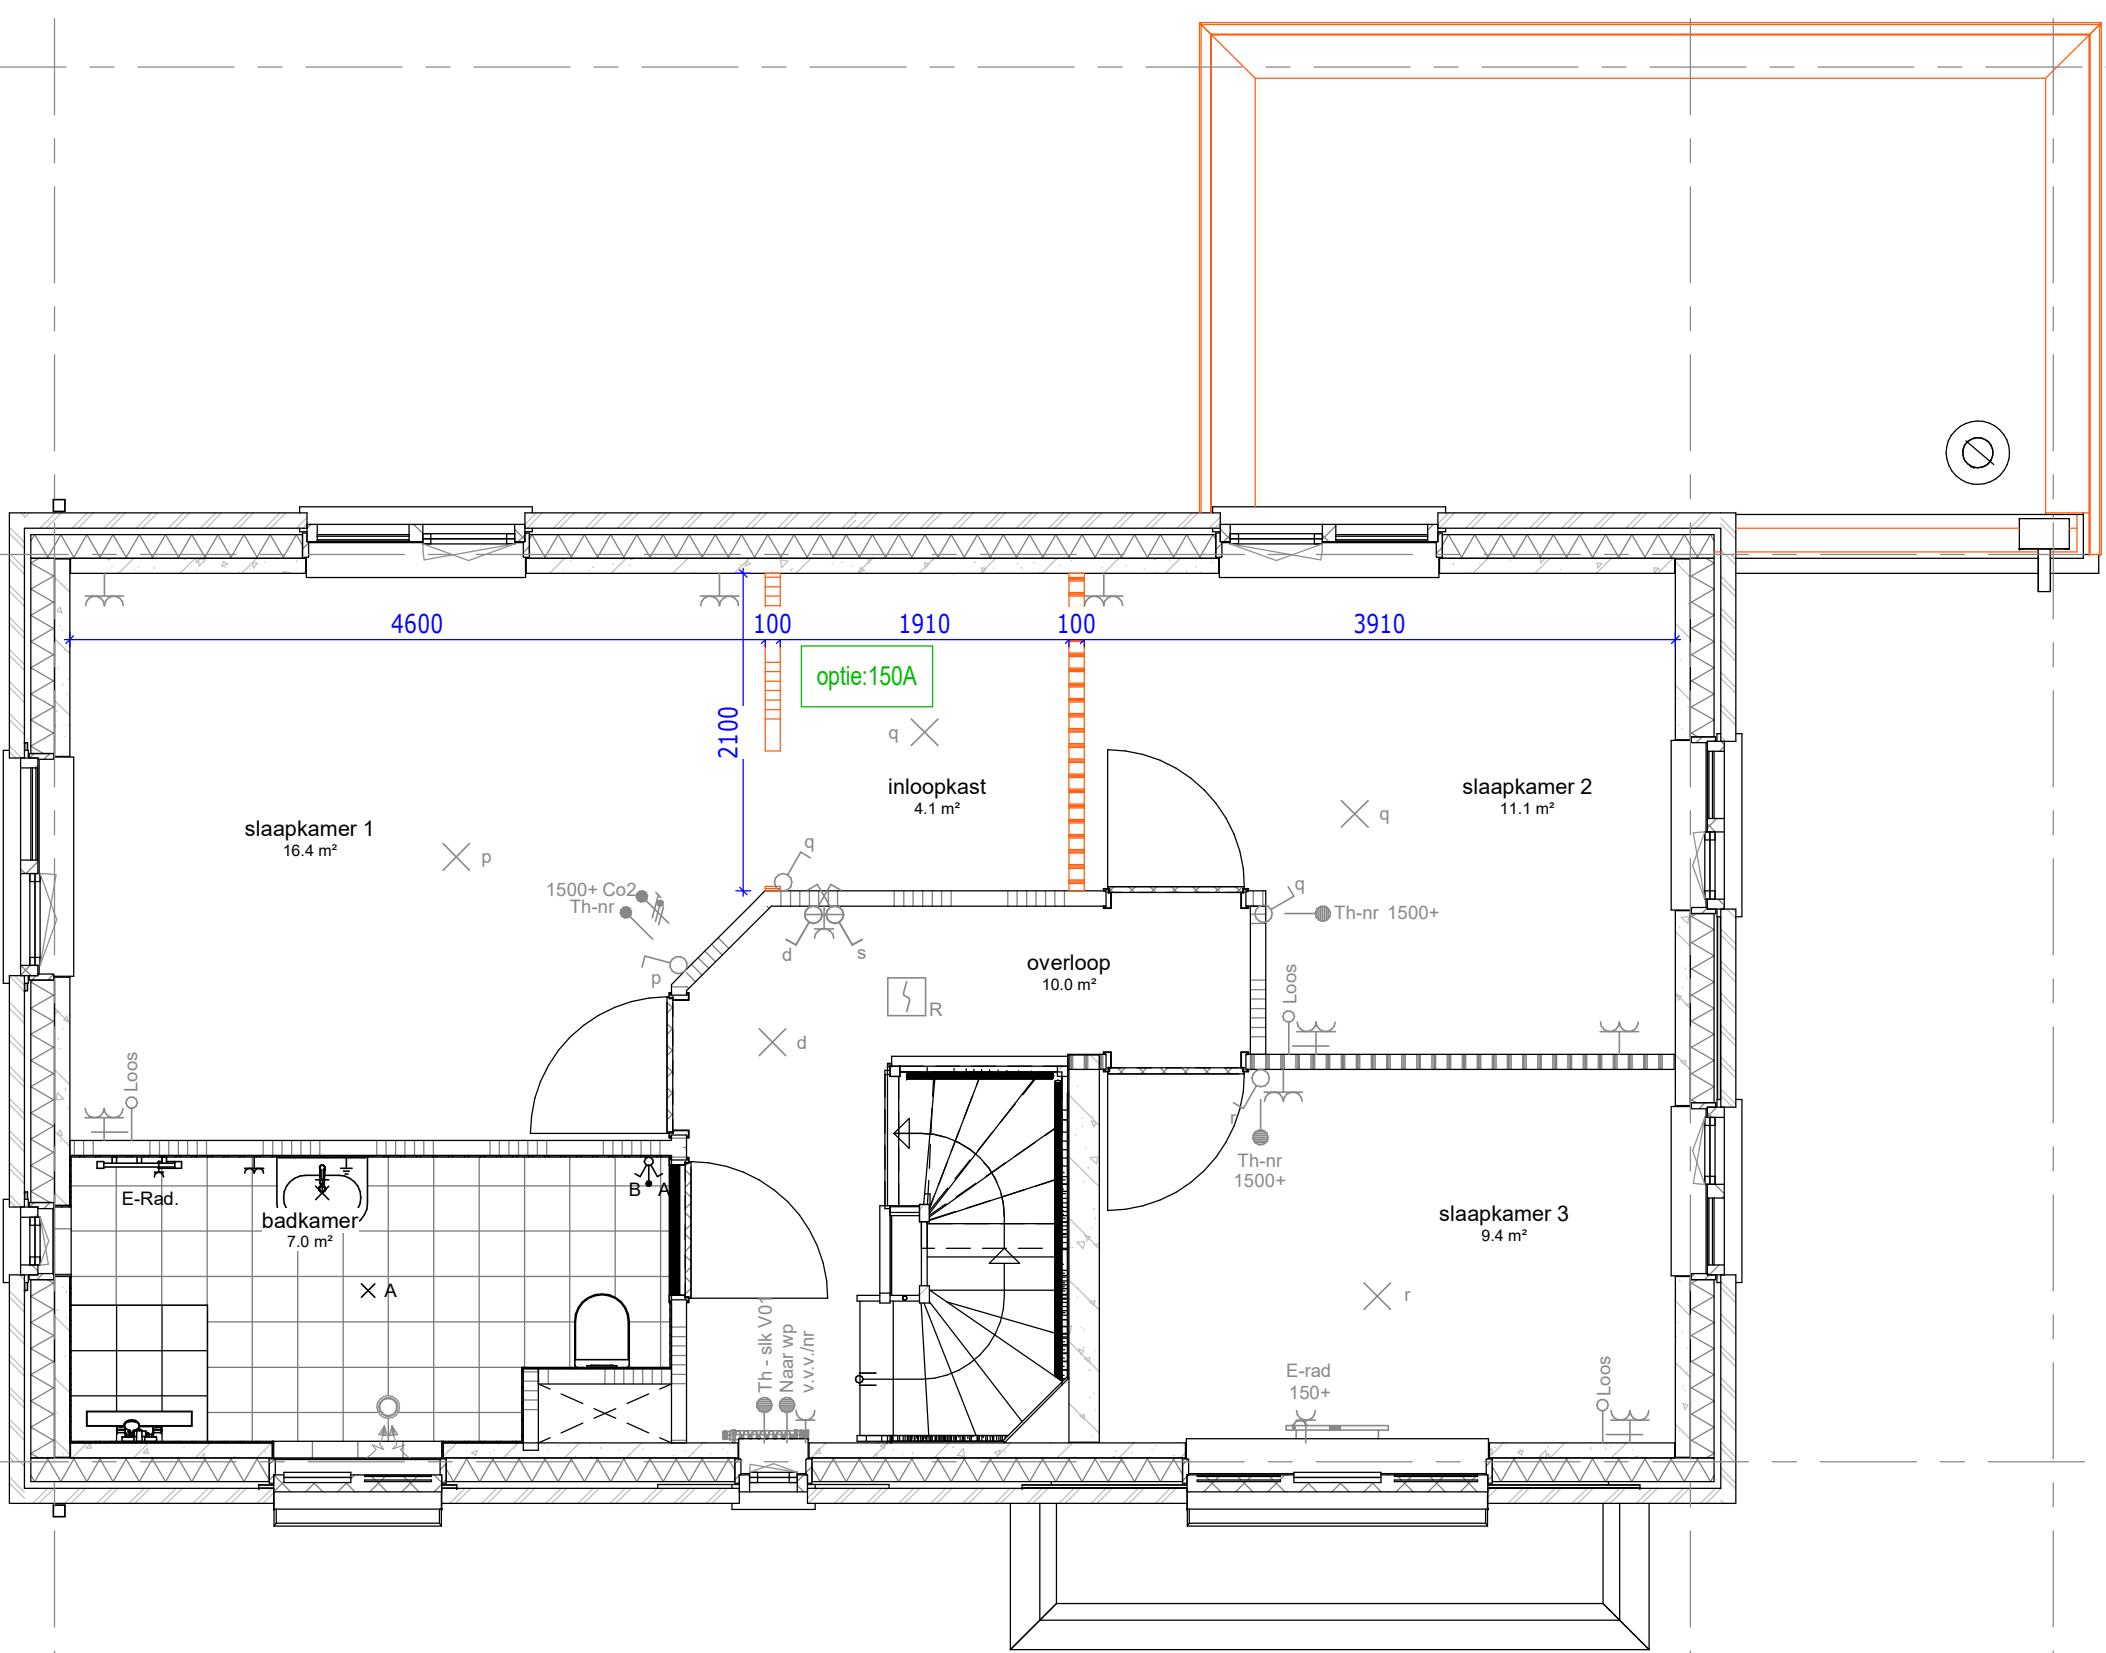 4600
100
1910
100
3910
optie:150A
2100
q
inloopkast
4.1 m²
slaapkamer 2
11.1 m²
q
slaapkamer 1
16.4 m²
p
q
1500+ Co2
Th-nr
q
Th-nr 1500+
d
s
p
overloop
10.0 m²
Loos
R
d
Loos
r
Th-nr
1500+
E-Rad.
B
A
badkamer
7.0 m²
slaapkamer 3
9.4 m²
A
r
Th - slk V01
Naar wp
v.v.v./nr
E-rad
150+
Loos